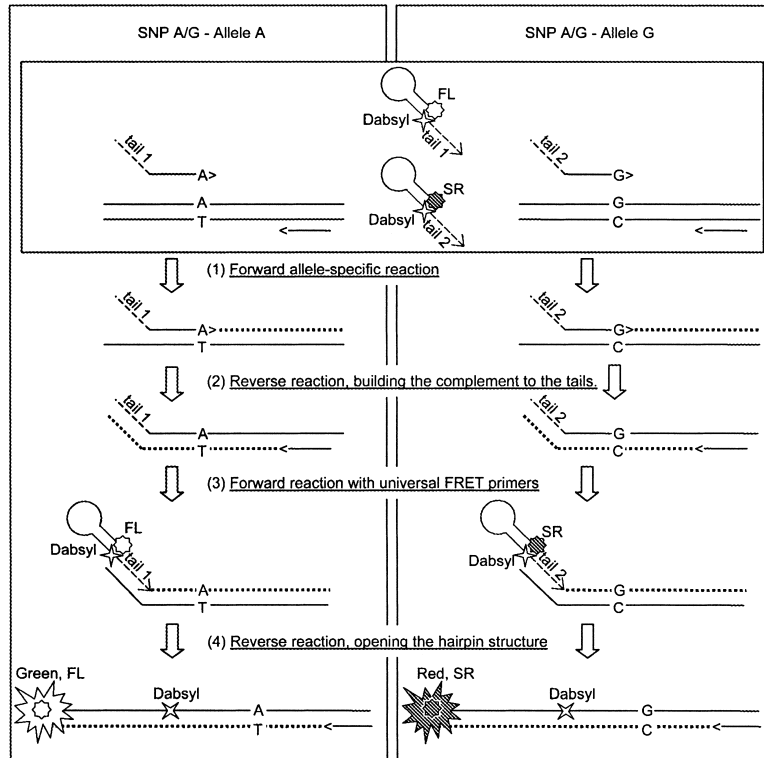 SNP A/G - Allele A
SNP A/G - Allele G
FL
Dabsyl
tail 1
tail 1
A>
A
T
<
SR
Dabsyl
tail 2
tail 2
G>
G
C
<
(1) Forward allele-specific reaction
tail 1
A>
T
tail 2
G>
C
(2) Reverse reaction, building the complement to the tails.
tail 1
A
T
<
tail 2
G
C
<
(3) Forward reaction with universal FRET primers
FL
Dabsyl
tail 1
A
T
SR
Dabsyl
tail 2
G
C
(4) Reverse reaction, opening the hairpin structure
Green, FL
Dabsyl
A
T
<
Red, SR
Dabsyl
G
C
<